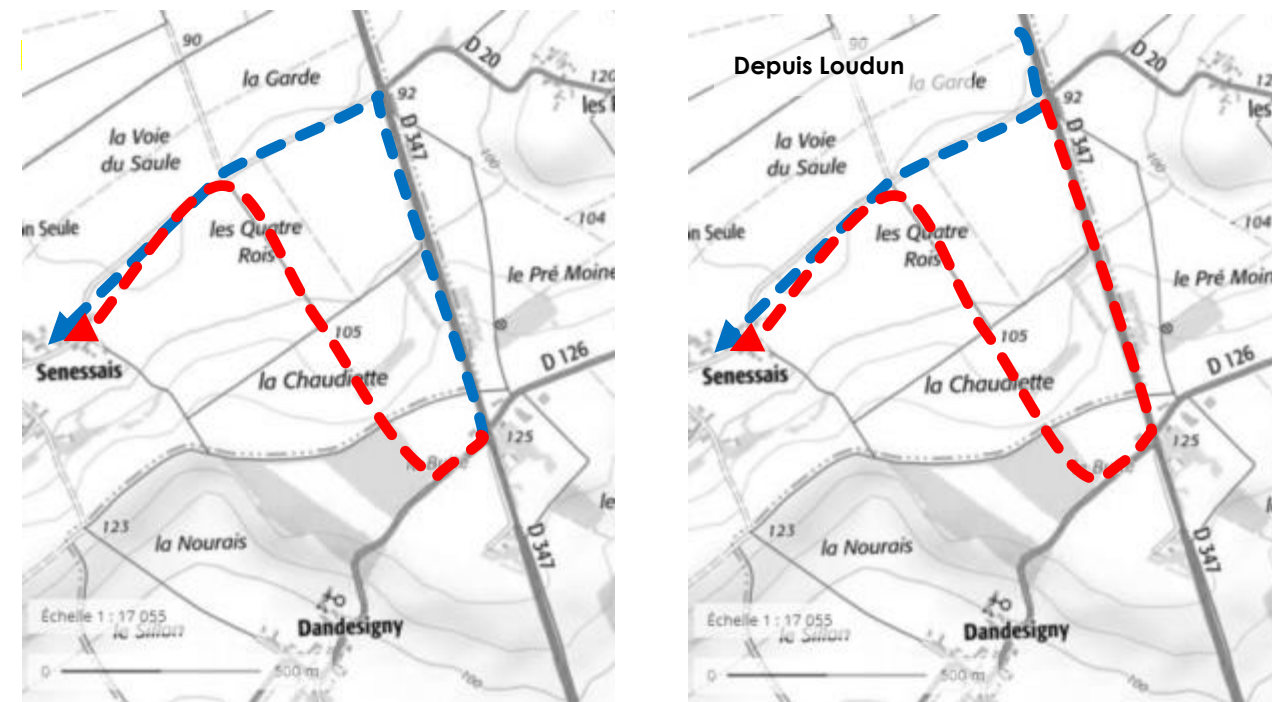 90
la Garde
D 20
120
les
92
D 347
la Voie
du Saule
100
104
n Seule
les Quatre
Rois
le Pré Moine
105
D 126
la Chaudiette
Senessais
125
le
123
la Nourais
D 347
Échelle 1 : 17 055
le Sillon
Dandesigny
0 500 m
100
Depuis Loudun
90
la Garde
D 20
12
les
92
D 347
la Voie
du Saule
100
104
n Seule
les Quatre
Rois
le Pré Moin
105
D 126
la Chaudiette
Senessais
125
123
la Nourais
D 347
Échelle 1 : 17 055
le Sillon
Dandesigny
0 500 m
100